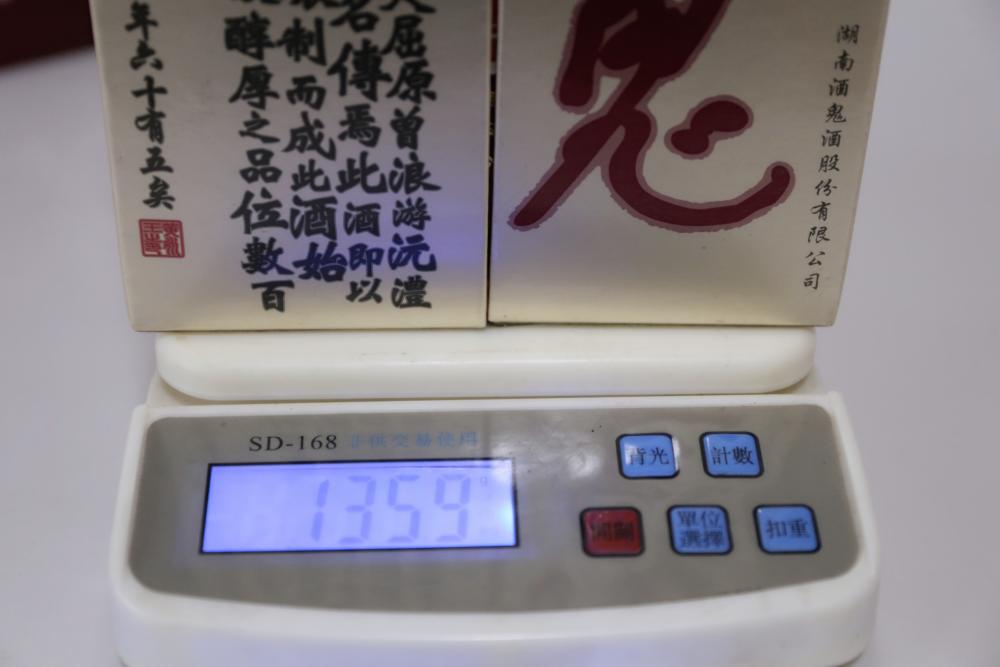 大屈原曾浪游沅澧
名傳焉此酒即以
制而成此酒始
醇厚之品位數百
年六十有五矣
鬼
湖南酒鬼酒股份有限公司
SD-168 非供交易使用
1359 g
背光
計數
開關
單位
選擇
扣重